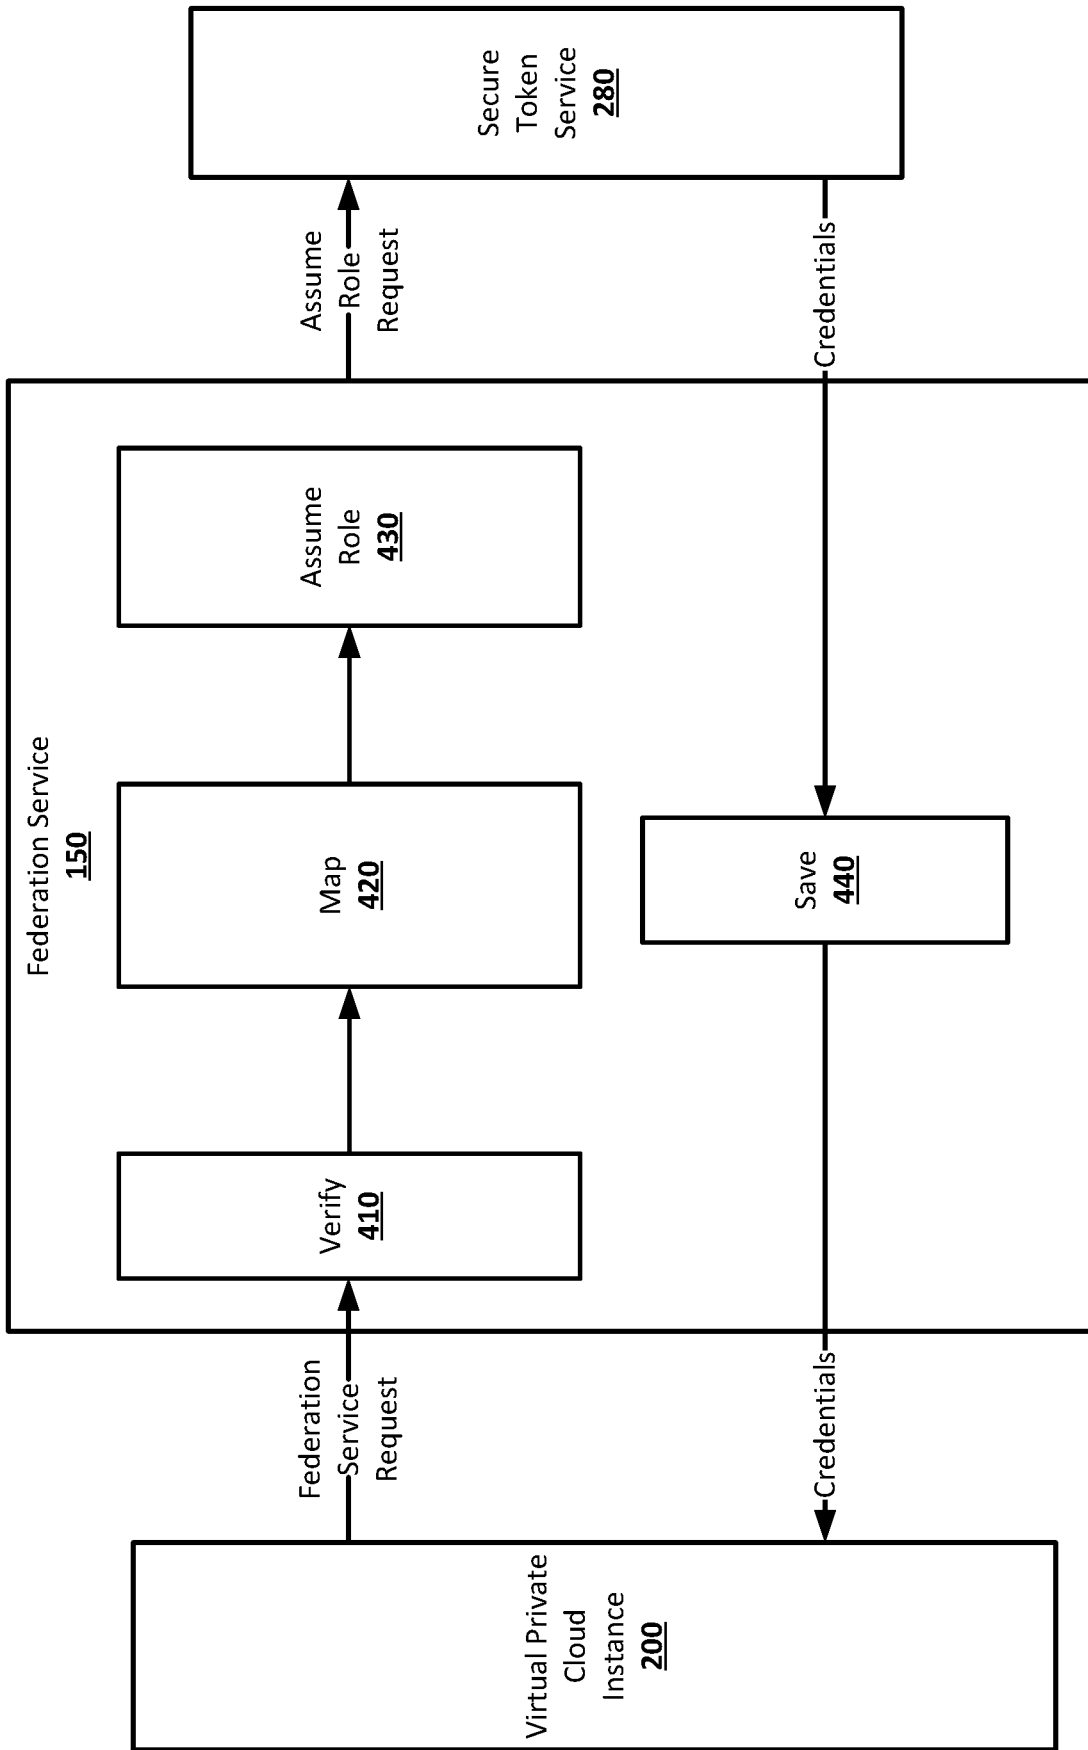 Federation Service
150
Virtual Private
Cloud
Instance
200
Federation
Service
Request
Verify
410
Map
420
Assume
Role
430
Assume
Role
Request
Secure
Token
Service
280
Credentials
Save
440
Credentials